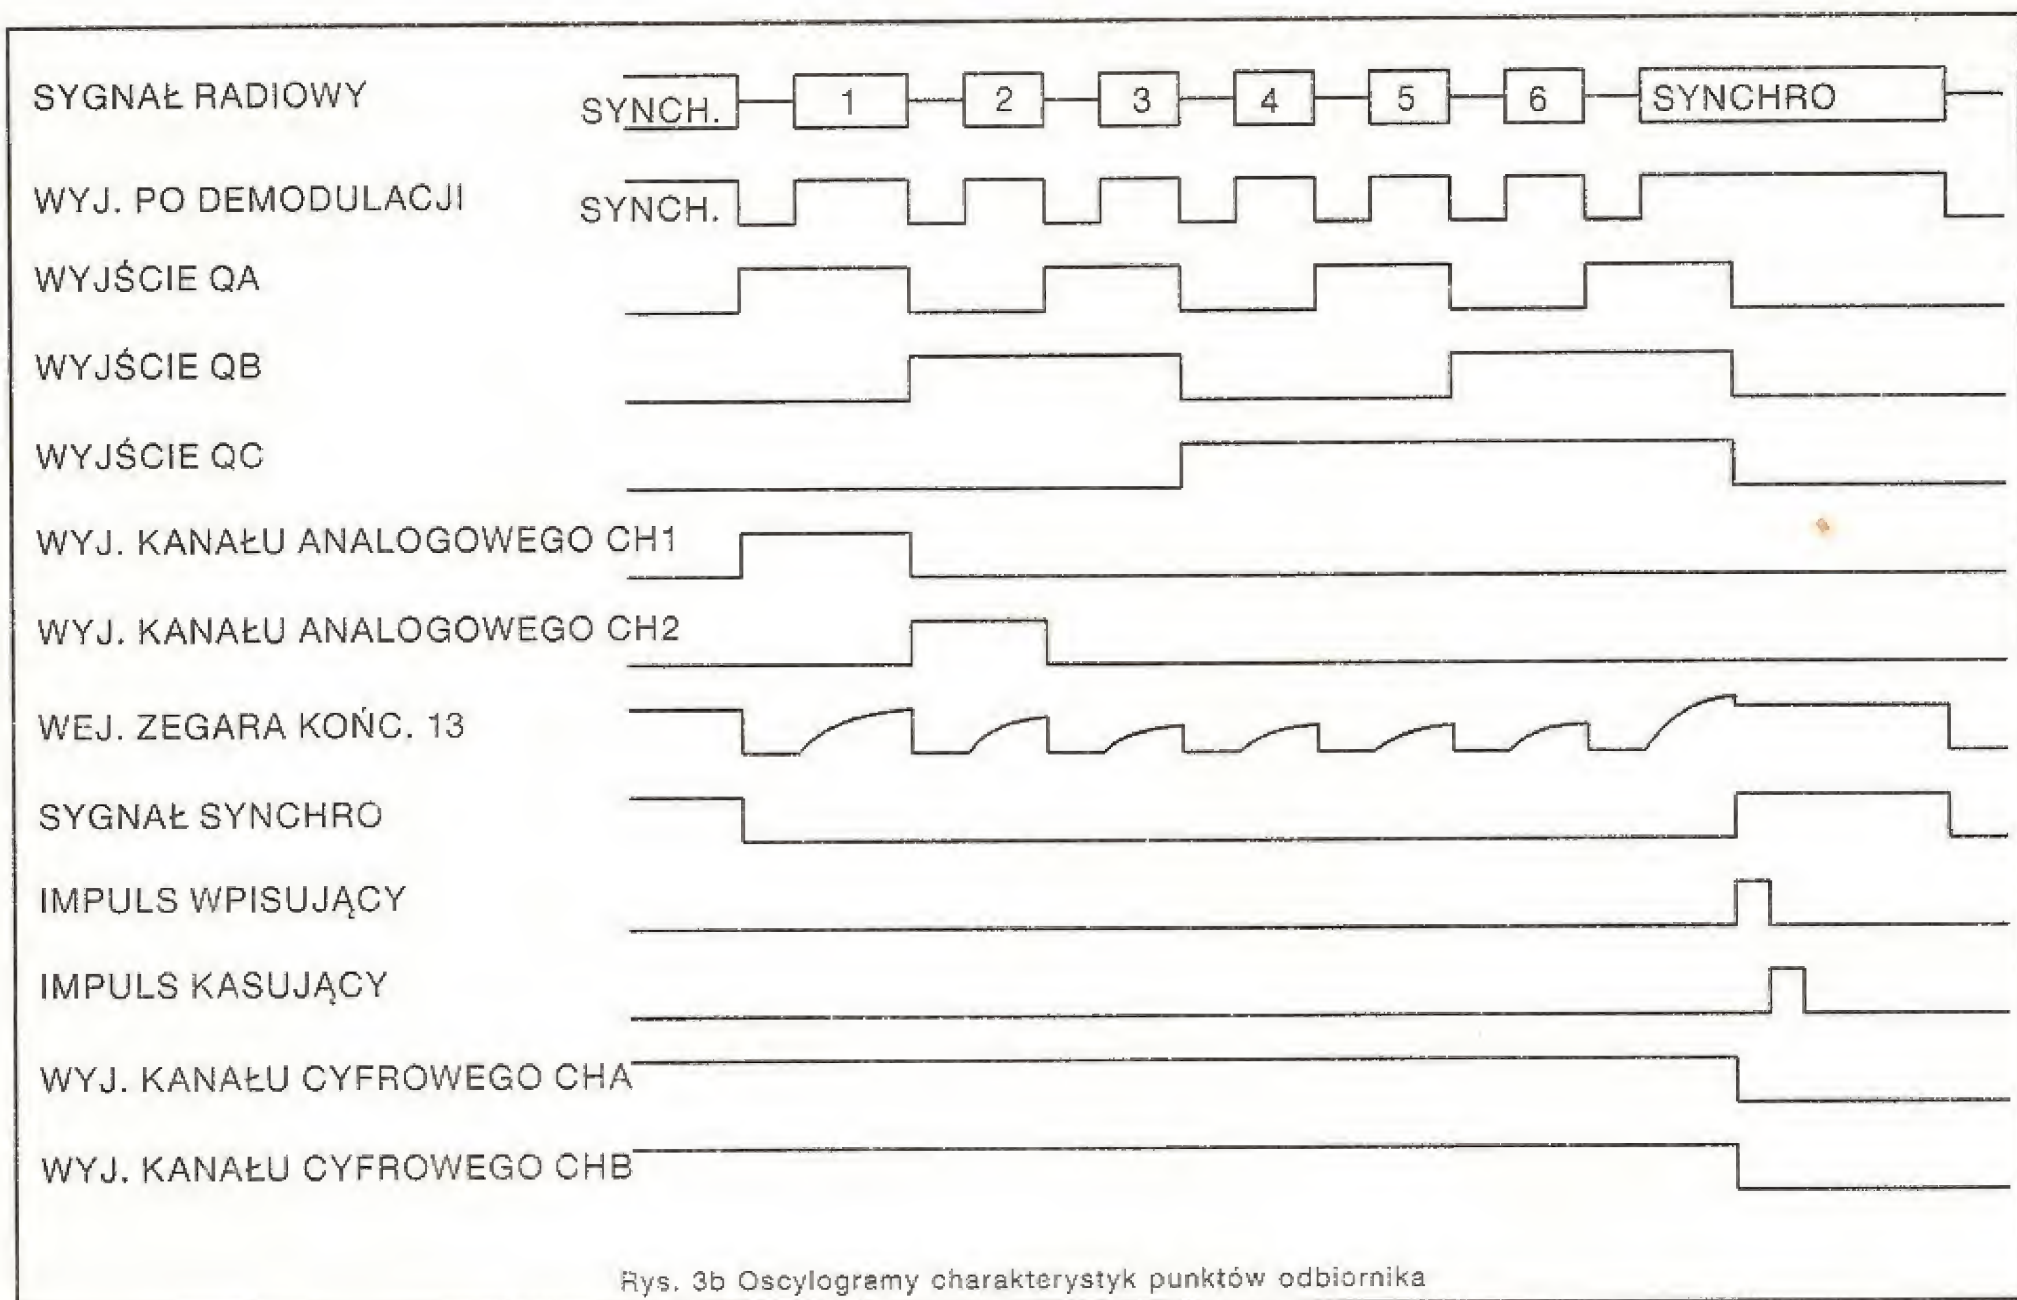 SYGNAŁ RADIOWY SYNCH. 1 2 3 4 5 6 SYNCHRO
WYJ. PO DEMODULACJI SYNCH.
WYJŚCIE QA
WYJŚCIE QB
WYJŚCIE QC
WYJ. KANAŁU ANALOGOWEGO CH1
WYJ. KANAŁU ANALOGOWEGO CH2
WEJ. ZEGARA KOŃC. 13
SYGNAŁ SYNCHRO
IMPULS WPISUJĄCY
IMPULS KASUJĄCY
WYJ. KANAŁU CYFROWEGO CHA
WYJ. KANAŁU CYFROWEGO CHB
Rys. 3b Oscylogramy charakterystyk punktów odbiornika